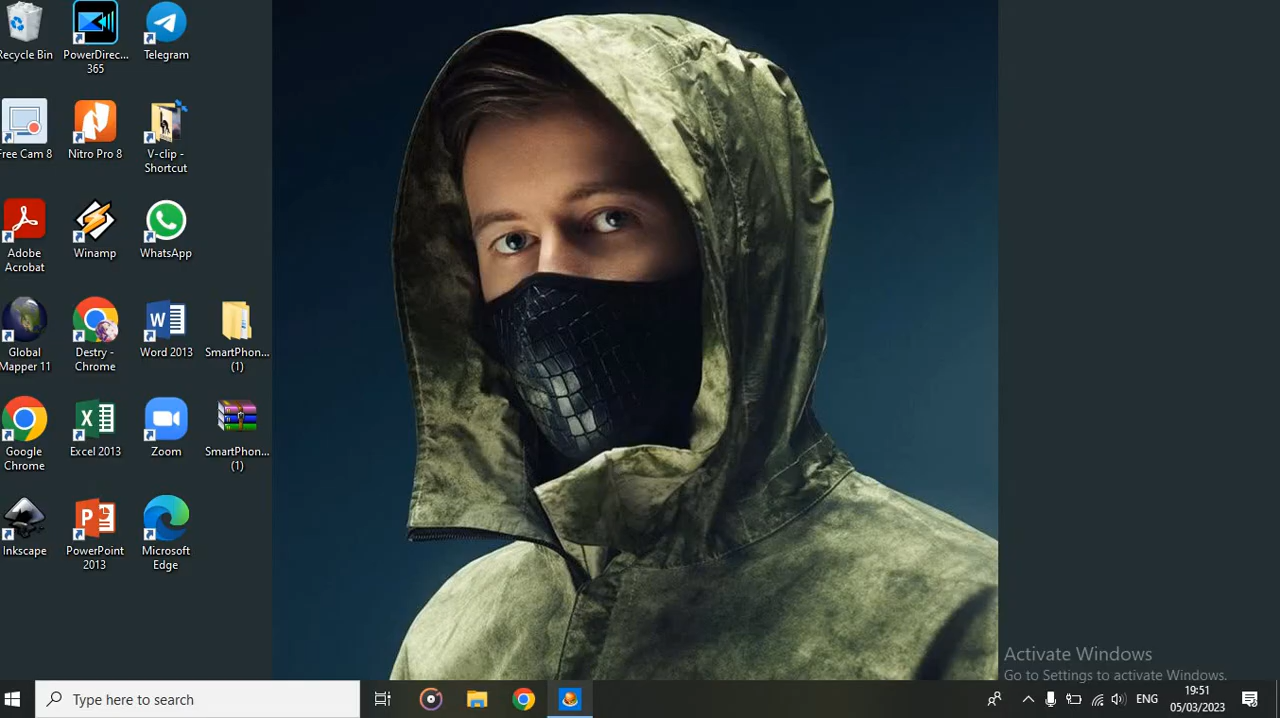 Recycle Bin
PowerDirec...
365
Telegram
Free Cam 8
Nitro Pro 8
V-clip -
Shortcut
Adobe
Acrobat
Winamp
WhatsApp
Global
Mapper 11
Destry -
Chrome
Word 2013
SmartPhon...
(1)
Google
Chrome
Excel 2013
Zoom
SmartPhon...
(1)
Inkscape
PowerPoint
2013
Microsoft
Edge
Activate Windows
Go to Settings to activate Windows.
Type here to search
ENG
19:51
05/03/2023